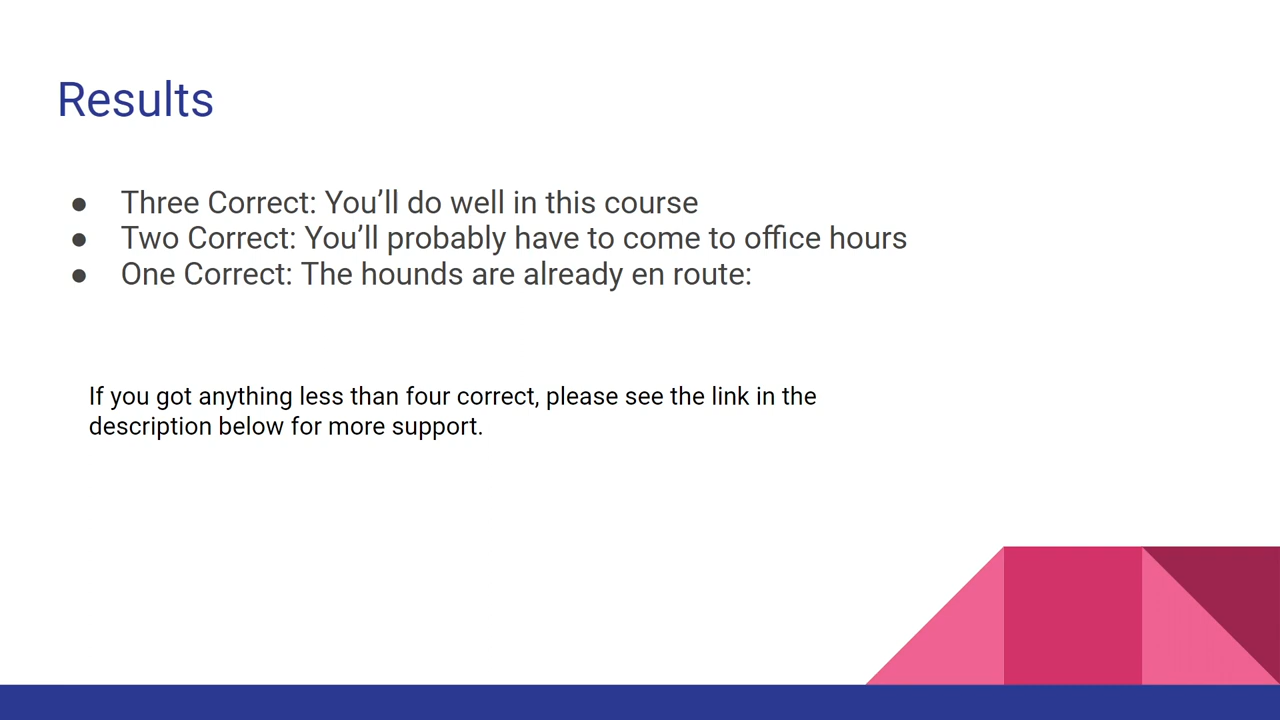 Results
● Three Correct: You’ll do well in this course
● Two Correct: You’ll probably have to come to office hours
● One Correct: The hounds are already en route:
If you got anything less than four correct, please see the link in the
description below for more support.